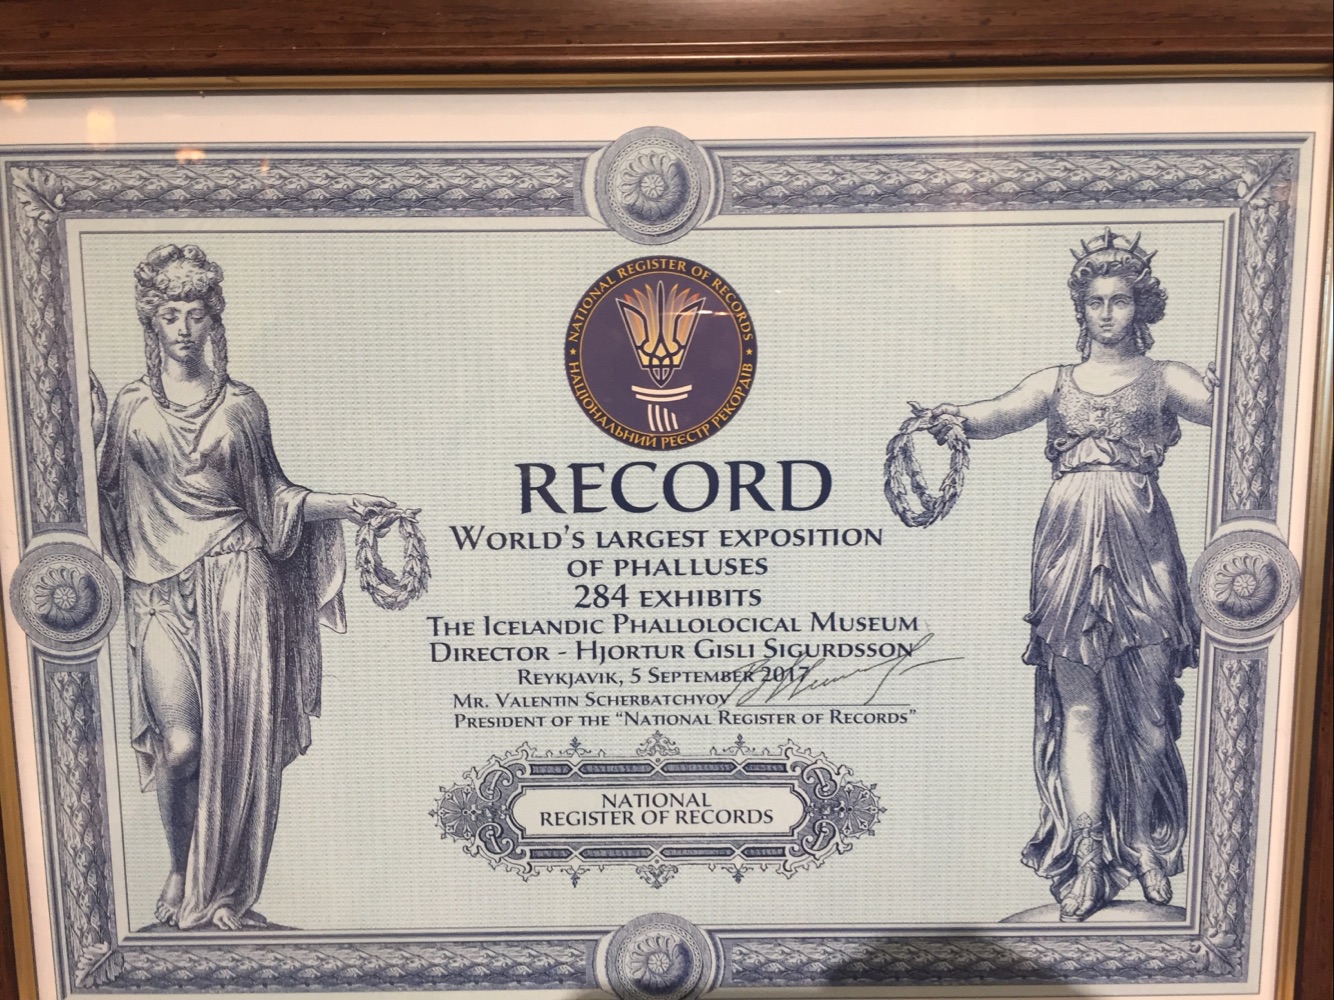 NATIONAL REGISTER OF RECORDS
НАЦІОНАЛЬНИЙ РЕЄСТР РЕКОРДІВ
RECORD
WORLD'S LARGEST EXPOSITION
OF PHALLUSES
284 EXHIBITS
THE ICELANDIC PHALLOLOCICAL MUSEUM
DIRECTOR - HJORTUR GISLI SIGURDSSON
REYKJAVIK, 5 SEPTEMBER 2017
MR. VALENTIN SCHERBATCHYOV
PRESIDENT OF THE "NATIONAL REGISTER OF RECORDS"
NATIONAL
REGISTER OF RECORDS